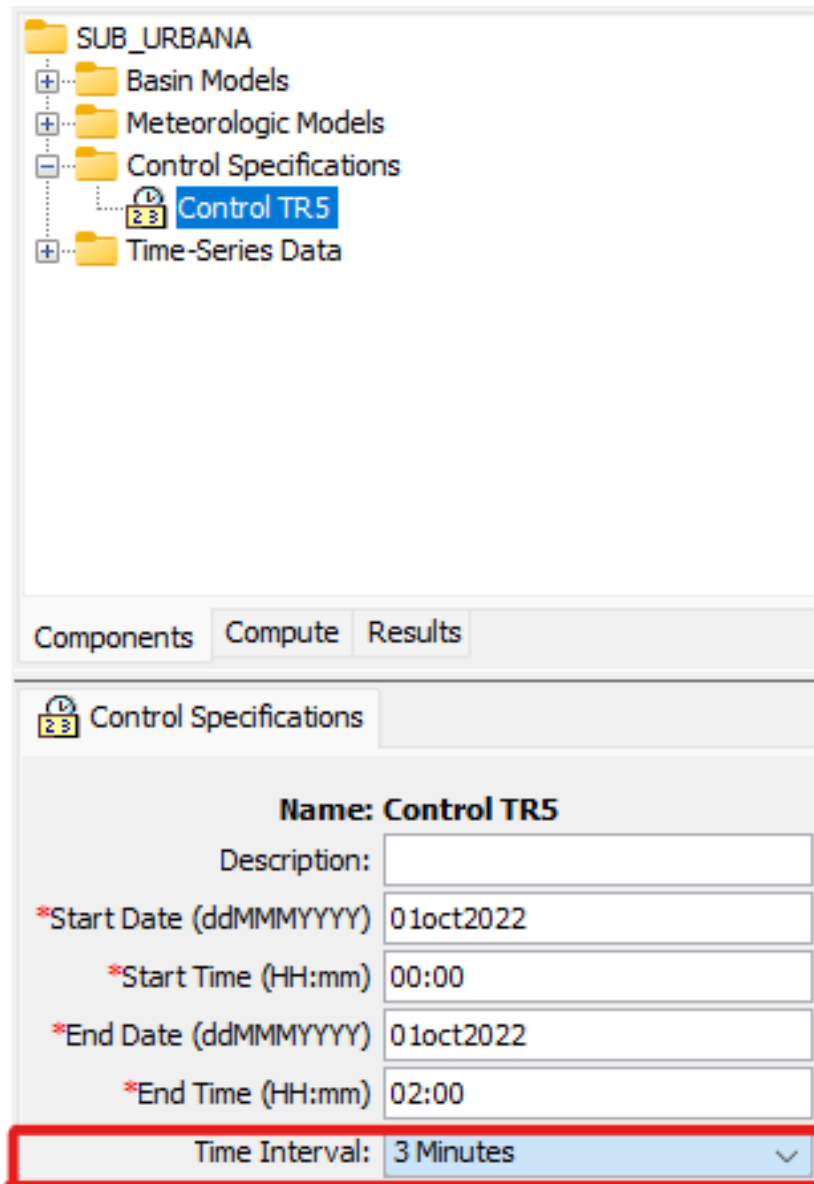 SUB_URBANA
Basin Models
Meteorologic Models
Control Specifications
Control TR5
Time-Series Data
Components Compute Results
Control Specifications
Name: Control TR5
Description:
*Start Date (ddMMMYYYY) 01oct2022
*Start Time (HH:mm) 00:00
*End Date (ddMMMYYYY) 01oct2022
*End Time (HH:mm) 02:00
Time Interval: 3 Minutes